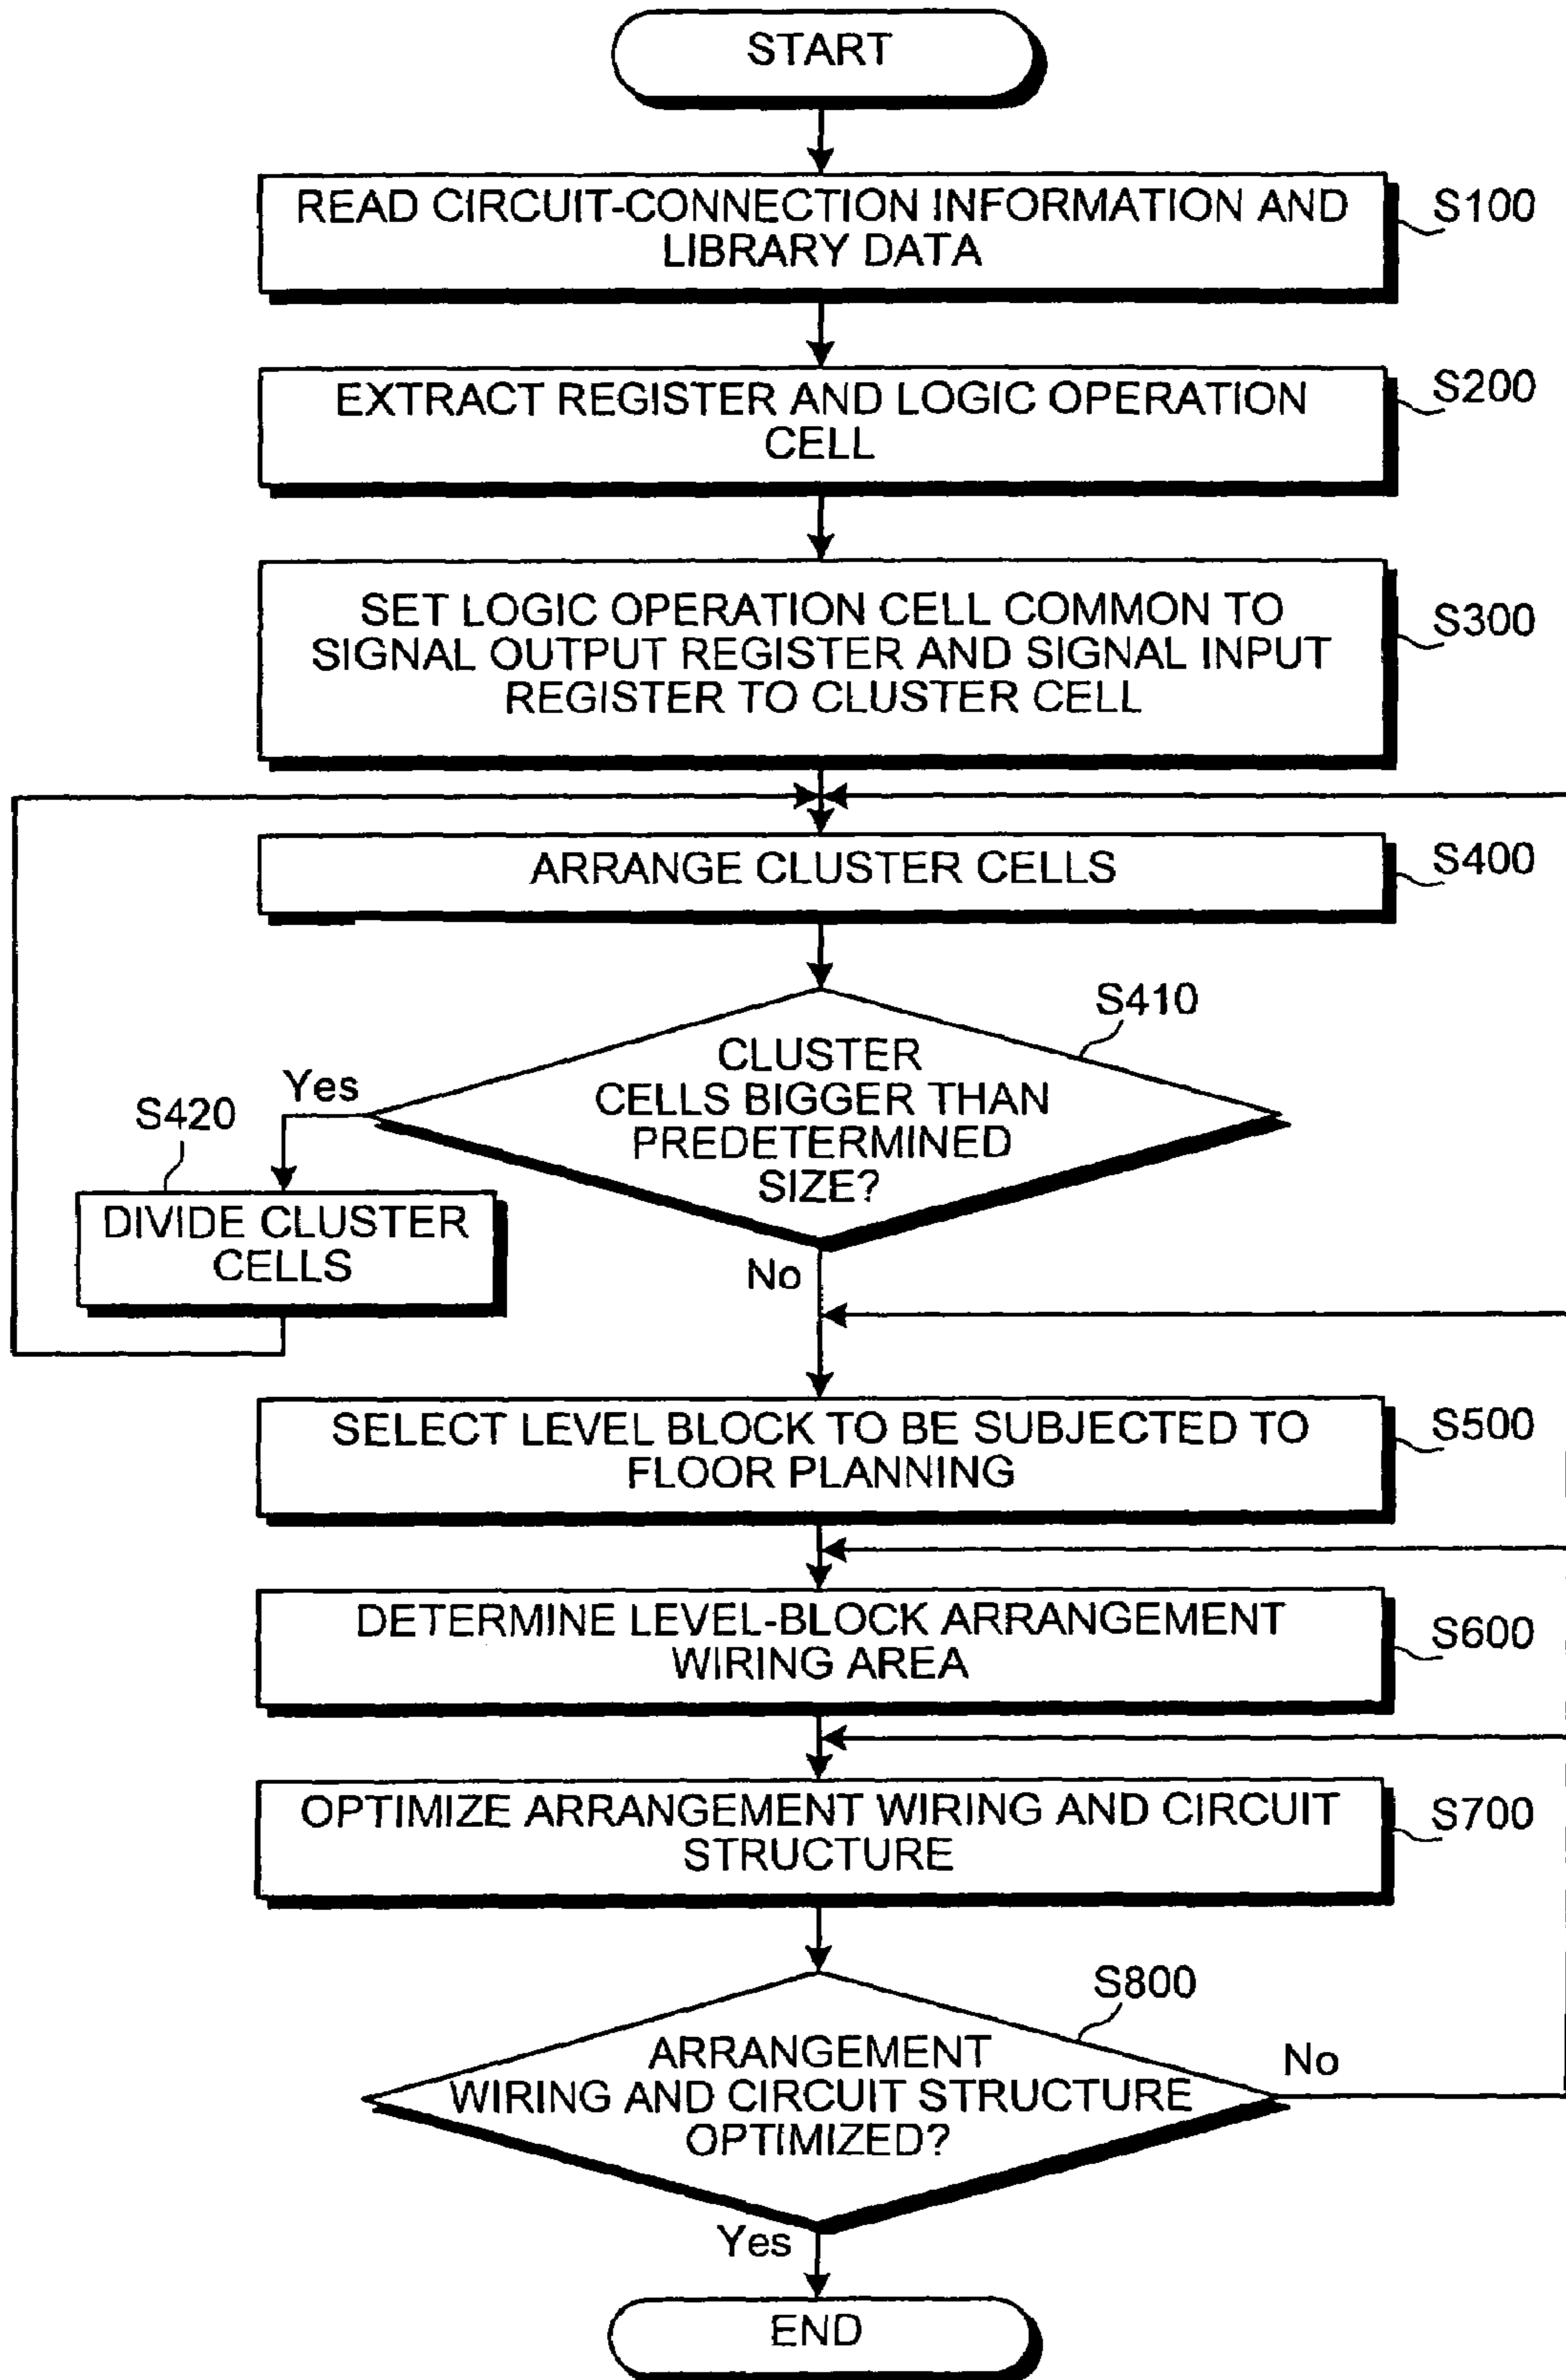 START
READ CIRCUIT-CONNECTION INFORMATION AND
LIBRARY DATA
S100
EXTRACT REGISTER AND LOGIC OPERATION
CELL
S200
SET LOGIC OPERATION CELL COMMON TO
SIGNAL OUTPUT REGISTER AND SIGNAL INPUT
REGISTER TO CLUSTER CELL
S300
ARRANGE CLUSTER CELLS
S400
CLUSTER
CELLS BIGGER THAN
PREDETERMINED
SIZE?
S410
Yes
S420
DIVIDE CLUSTER
CELLS
No
SELECT LEVEL BLOCK TO BE SUBJECTED TO
FLOOR PLANNING
S500
DETERMINE LEVEL-BLOCK ARRANGEMENT
WIRING AREA
S600
OPTIMIZE ARRANGEMENT WIRING AND CIRCUIT
STRUCTURE
S700
ARRANGEMENT
WIRING AND CIRCUIT STRUCTURE
OPTIMIZED?
S800
No
Yes
END